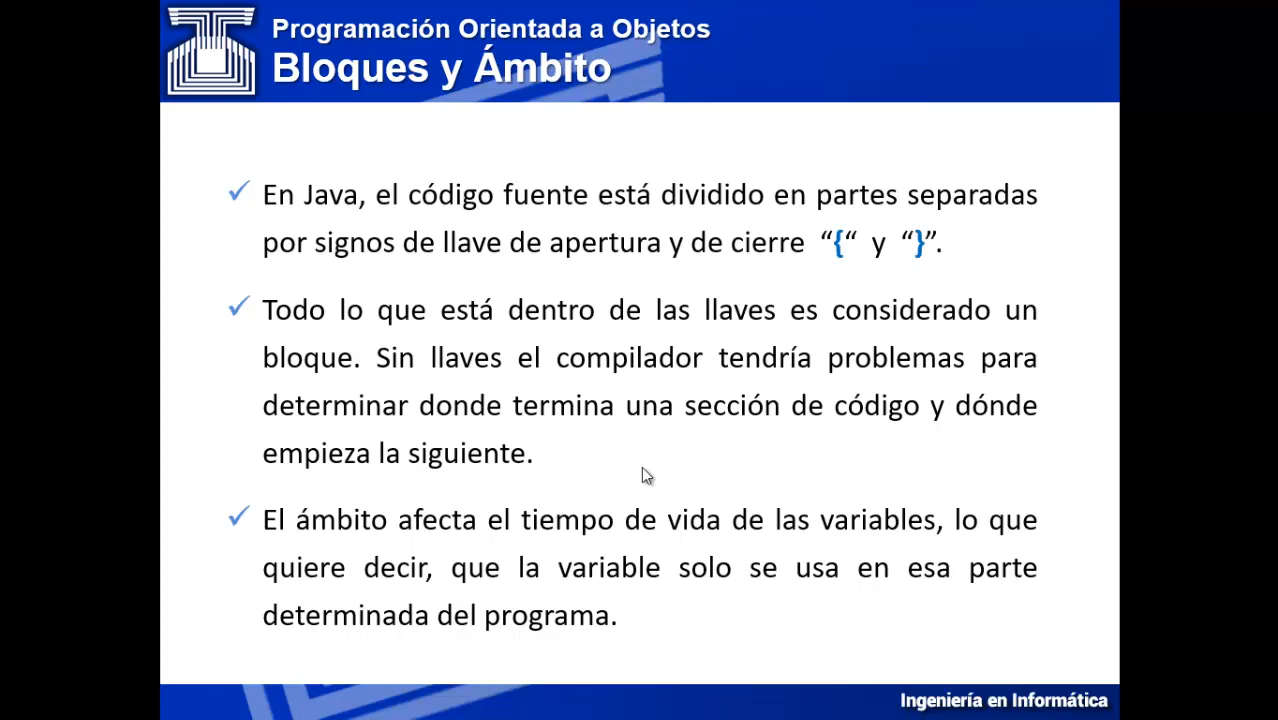 Programación Orientada a Objetos
Bloques y Ámbito
En Java, el código fuente está dividido en partes separadas
por signos de llave de apertura y de cierre “{“ y “}”.
Todo lo que está dentro de las llaves es considerado un
bloque. Sin llaves el compilador tendría problemas para
determinar donde termina una sección de código y dónde
empieza la siguiente.
El ámbito afecta el tiempo de vida de las variables, lo que
quiere decir, que la variable solo se usa en esa parte
determinada del programa.
Ingeniería en Informática